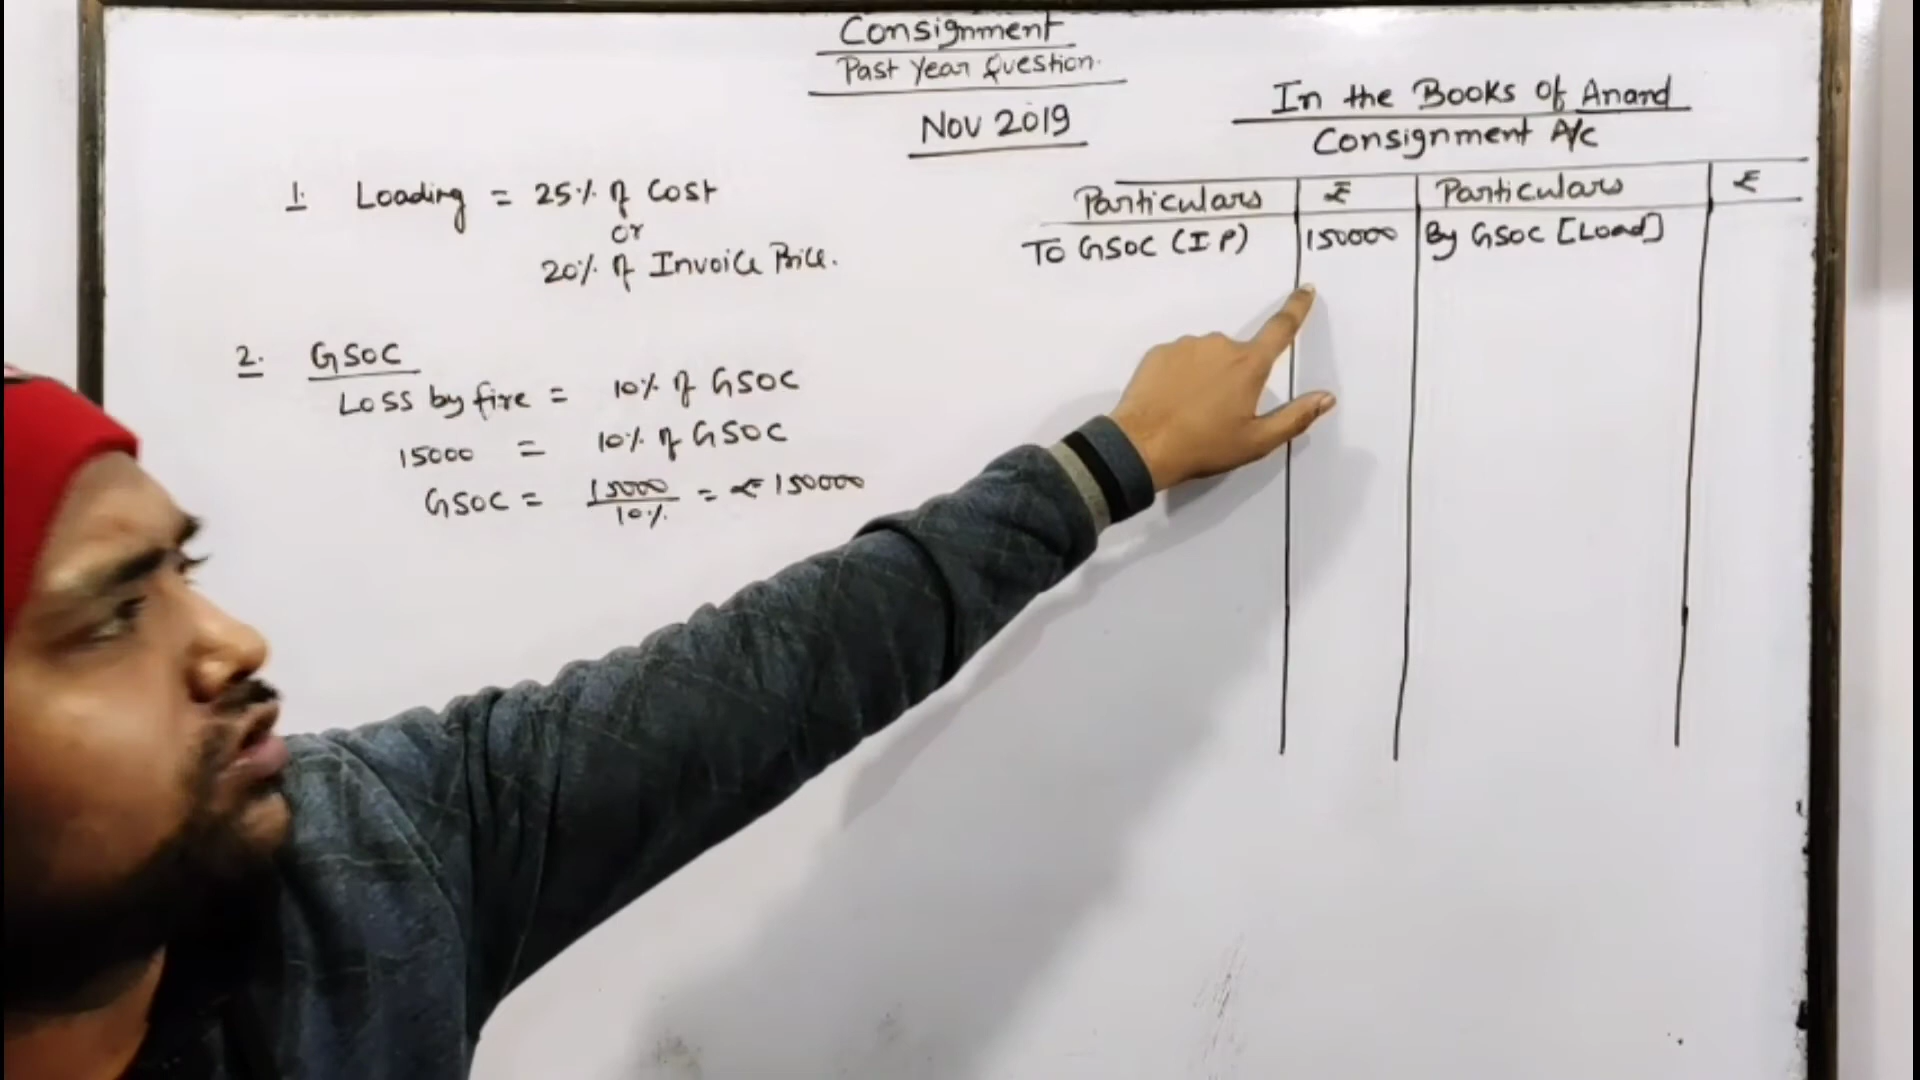 Consignment
Past Year Question.
Nov 2019
1. Loading = 25% of Cost
or
20% of Invoice Price.
2. GSOC
Loss by fire = 10% of GSOC
15000 = 10% of GSOC
GSOC = 15000/10% = ₹ 150000
In the Books Of Anand
Consignment A/c
Particulars ₹ Particulars ₹
To GSOC (I P) 150000 By GSOC [Load]